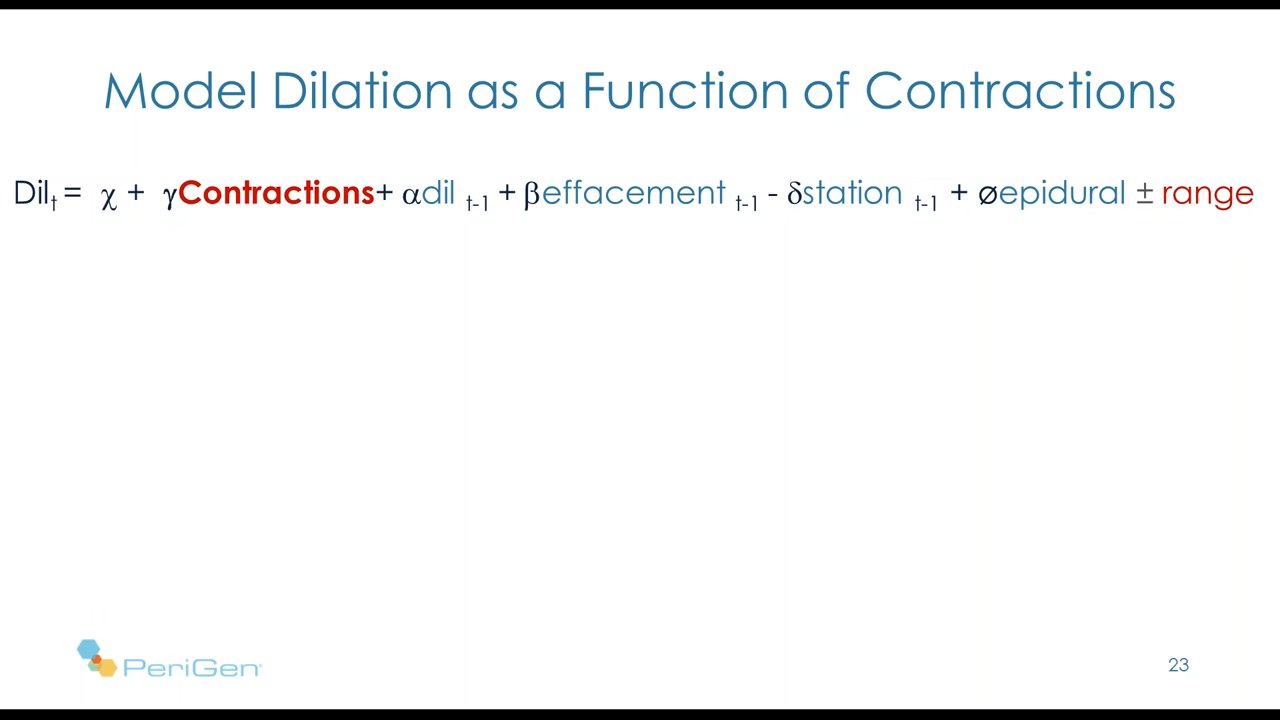 Model Dilation as a Function of Contractions
Dilt = χ + γContractions+ αdil t-1 + βeffacement t-1 - δstation t-1 + øepidural ± range
PeriGen
23